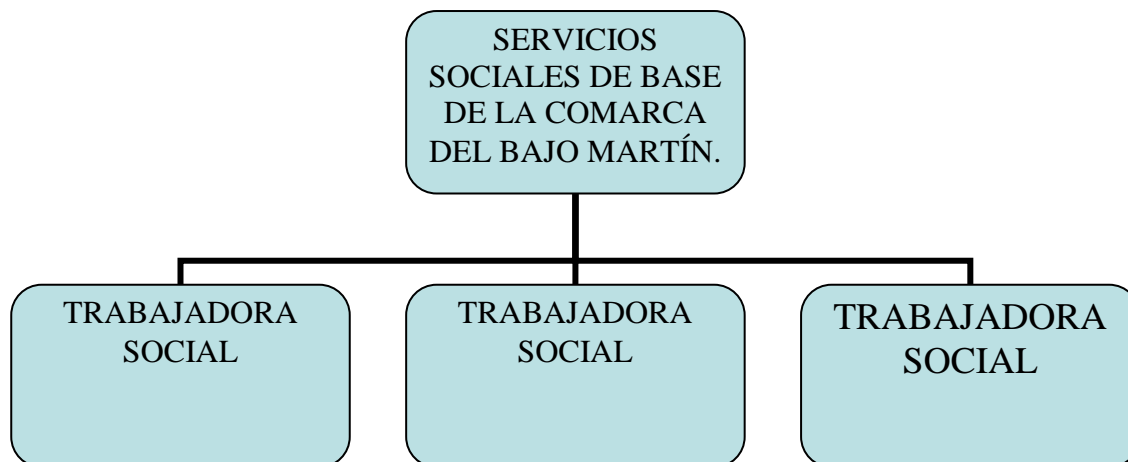 SERVICIOS
SOCIALES DE BASE
DE LA COMARCA
DEL BAJO MARTÍN.
TRABAJADORA
SOCIAL
TRABAJADORA
SOCIAL
TRABAJADORA
SOCIAL